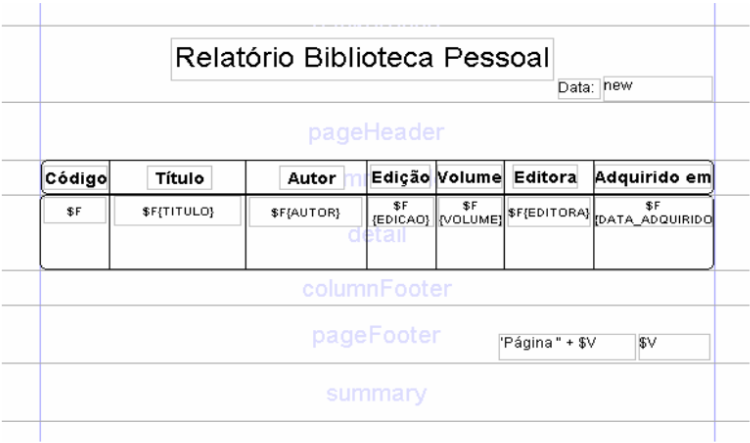 Relatório Biblioteca Pessoal
Data: new
pageHeader
Código Título Autor Edição Volume Editora Adquirido em
$F $F{TITULO} $F{AUTOR} $F $F $F{EDITORA} $F
{EDICAO} {VOLUME} {DATA_ADQUIRIDO
detail
columnFooter
pageFooter
'Página " + $V $V
summary